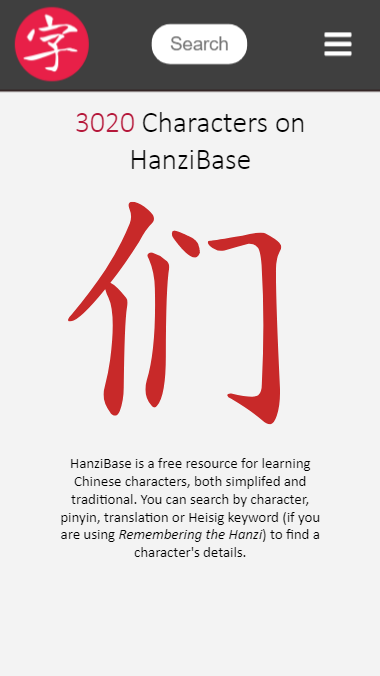 字
Search
3020 Characters on
HanziBase
们
HanziBase is a free resource for learning
Chinese characters, both simplifed and
traditional. You can search by character,
pinyin, translation or Heisig keyword (if you
are using Remembering the Hanzi) to find a
character's details.